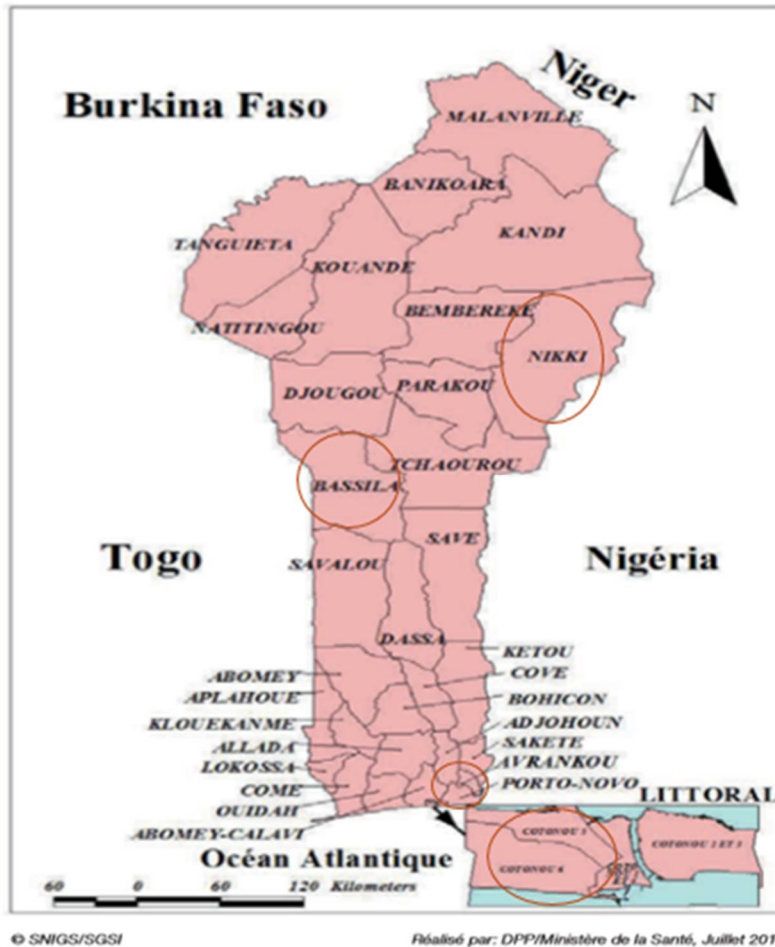 Niger
Burkina Faso
N
MALANVILLE
BANIKOARA
KANDI
TANGUIETA
KOUANDE
BEMBEREKE
NATITINGOU
NIKKI
DJOUGOU
PARAKOU
TCHAOUROU
BASSILA
SAVE
Togo
SAVALOU
Nigéria
DASSA
KETOU
ABOMEY
COVE
APLAHOUE
BOHICON
KLOUEKANME
ADJOHOUN
ALLADA
SAKETE
LOKOSSA
AVRANKOU
COME
PORTO-NOVO
LITTORAL
OUIDAH
ABOMEY-CALAVI
COTONOU 5
COTONOU 2 ET 3
Océan Atlantique
COTONOU 6
60 0 60 120 Kilometers
© SNIGS/SGSI
Réalisé par: DPP/Ministère de la Santé, Juillet 201